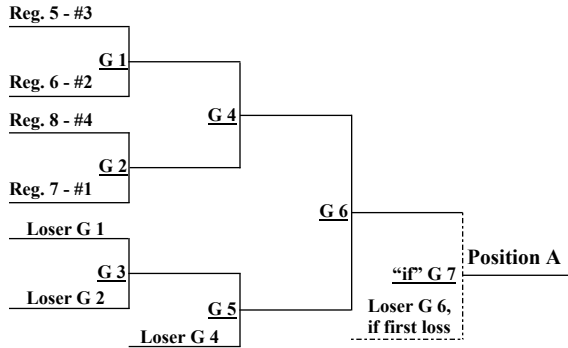 Reg. 5 - #3
G 1
Reg. 6 - #2
G 4
Reg. 8 - #4
G 2
Reg. 7 - #1
G 6
Loser G 1
Position A
G 3
“if” G 7
Loser G 2
G 5
Loser G 6,
if first loss
Loser G 4